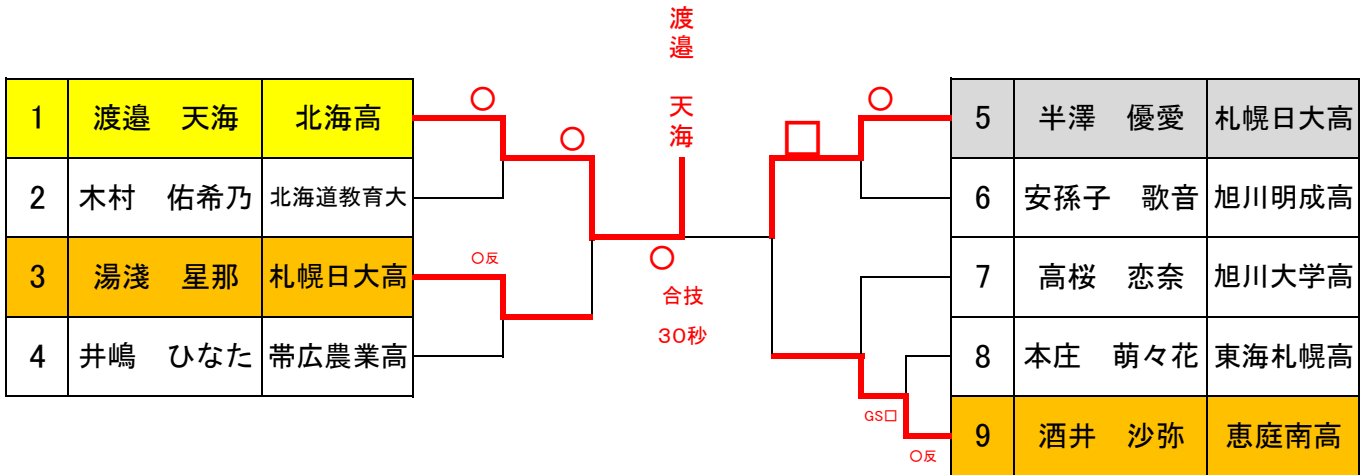 渡邉 天海
1 渡邉 天海 北海高
2 木村 佑希乃 北海道教育大
3 湯淺 星那 札幌日大高
4 井嶋 ひなた 帯広農業高
○
○
○反
○
合技
30秒
□
○
GS□
○反
5 半澤 優愛 札幌日大高
6 安孫子 歌音 旭川明成高
7 高桜 恋奈 旭川大学高
8 本庄 萌々花 東海札幌高
9 酒井 沙弥 恵庭南高